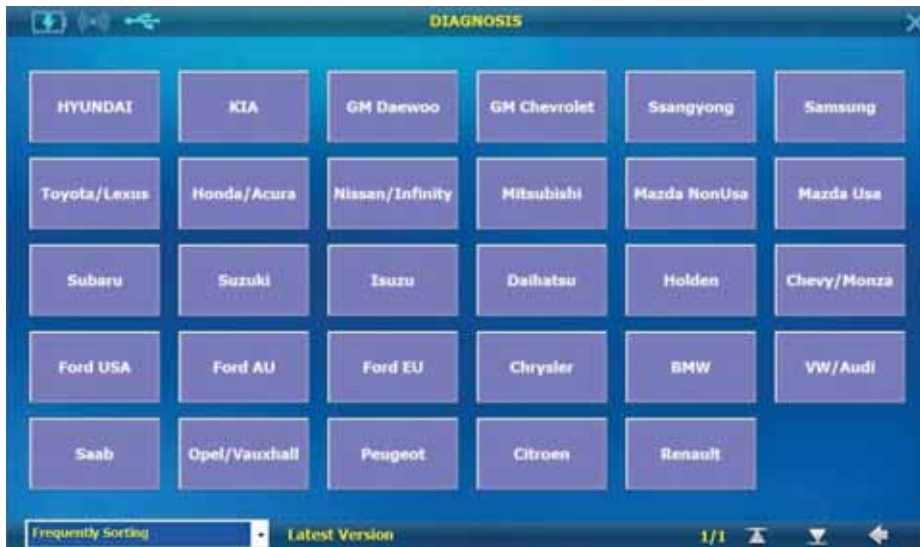 DIAGNOSIS
HYUNDAI KIA GM Daewoo GM Chevrolet Ssangyong Samsung
Toyota/Lexus Honda/Acura Nissan/Infinity Mitsubishi Mazda NonUsa Mazda Usa
Subaru Suzuki Isuzu Daihatsu Holden Chevy/Monza
Ford USA Ford AU Ford EU Chrysler BMW VW/Audi
Saab Opel/Vauxhall Peugeot Citroen Renault
Frequently Sorting Latest Version 1/1